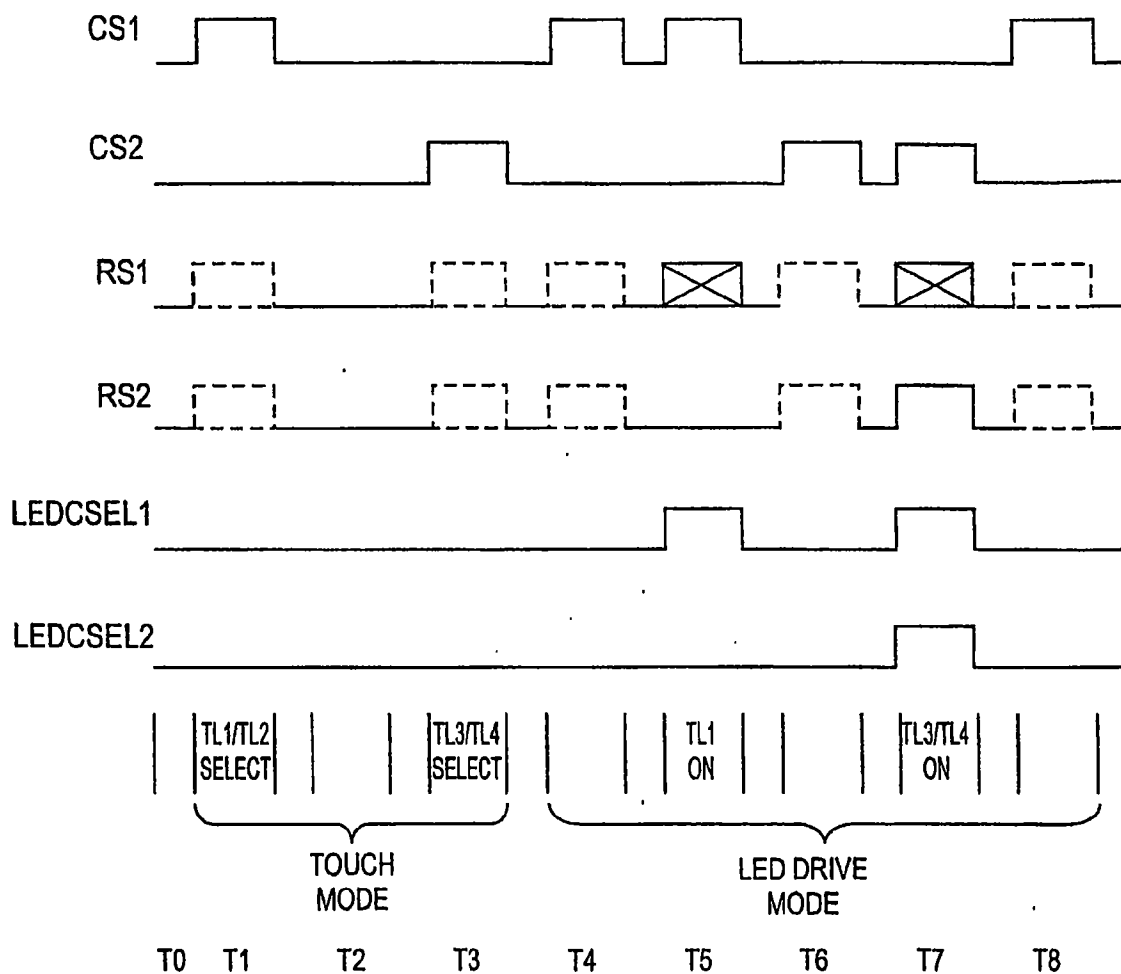 CS1
CS2
RS1
RS2
LEDCSEL1
LEDCSEL2
TL1/TL2
SELECT
TL3/TL4
SELECT
TL1
ON
TL3/TL4
ON
TOUCH
MODE
LED DRIVE
MODE
T0 T1 T2 T3 T4 T5 T6 T7 T8